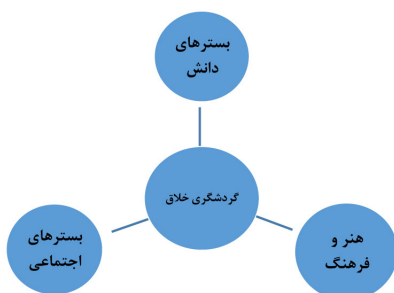 بسترهای
دانش
گردشگری خلاق
هنر و
فرهنگ
بسترهای
اجتماعی